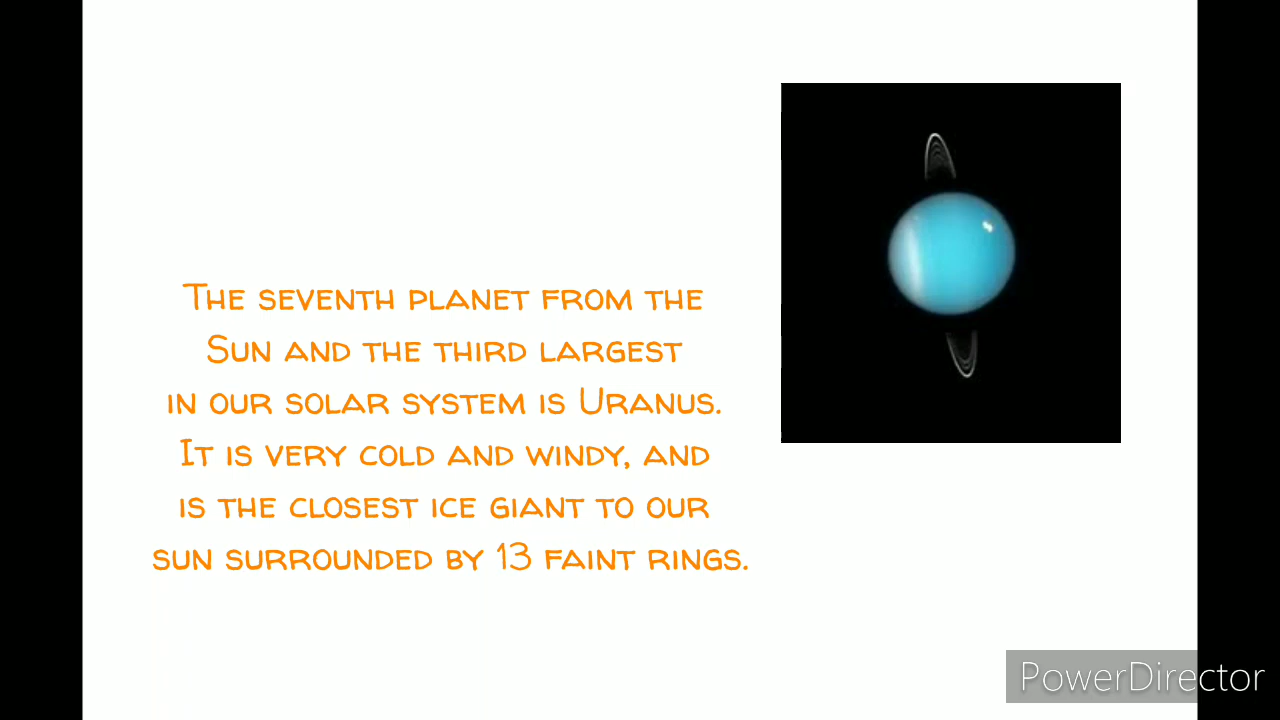 The seventh planet from the
Sun and the third largest
in our solar system is Uranus.
It is very cold and windy, and
is the closest ice giant to our
sun surrounded by 13 faint rings.
PowerDirector